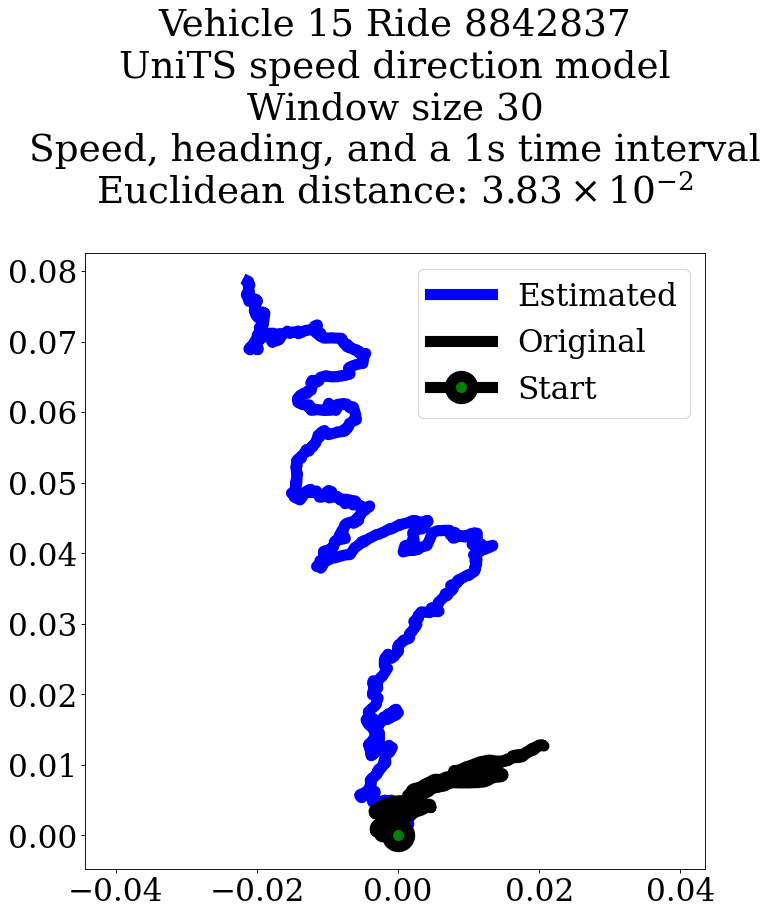 Vehicle 15 Ride 8842837
UniTS speed direction model
Window size 30
Speed, heading, and a 1s time interval
Euclidean distance: 3.83 × 10⁻²
0.08
0.07
0.06
0.05
0.04
0.03
0.02
0.01
0.00
Estimated
Original
Start
−0.04 −0.02 0.00 0.02 0.04